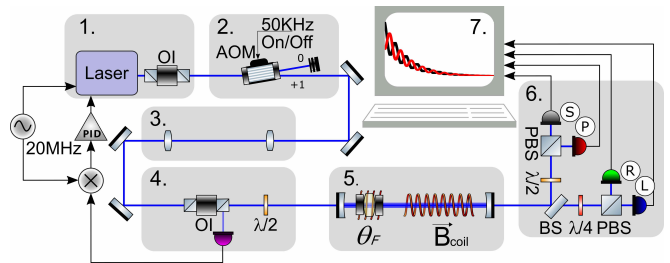 1.
Laser
OI
2.
50KHz
On/Off
AOM
0
+1
7.
PID
20MHz
3.
4.
OI
λ/2
5.
θF
Bcoil
6.
S
P
PBS
λ/2
R
L
BS
λ/4
PBS